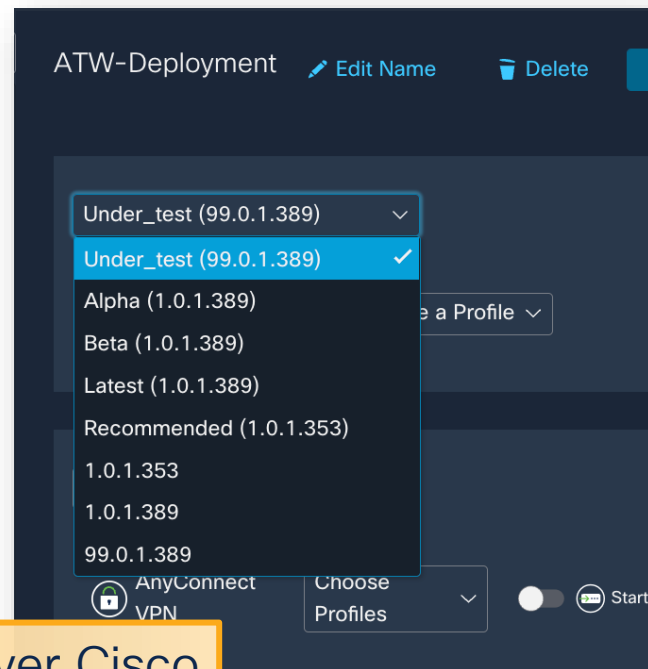 ATW-Deployment Edit Name Delete
Under_test (99.0.1.389)
Under_test (99.0.1.389)
Alpha (1.0.1.389)
e a Profile
Beta (1.0.1.389)
Latest (1.0.1.389)
Recommended (1.0.1.353)
1.0.1.353
1.0.1.389
99.0.1.389
AnyConnect
VPN
Choose
Profiles
Start
ver Cisco